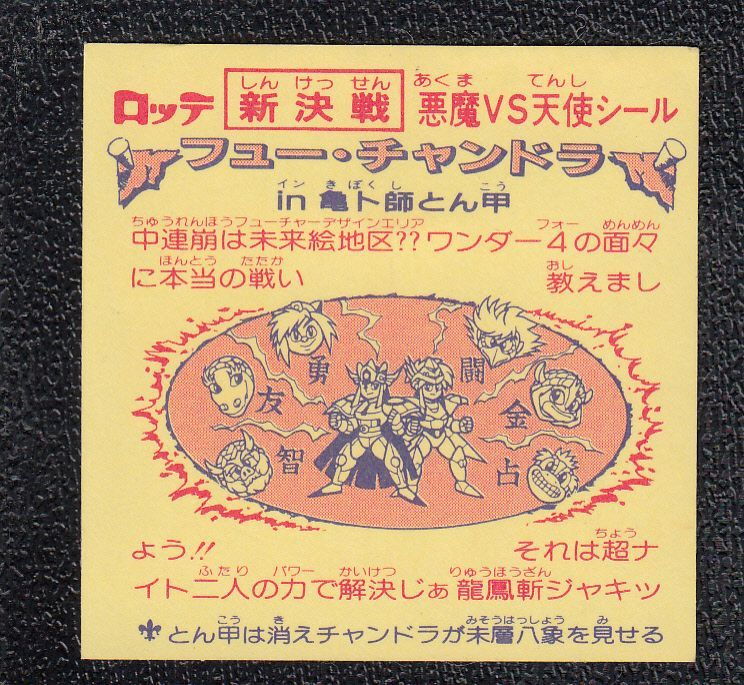 ロッテ 新決戦 悪魔VS天使シール
しんけっせん あくま てんし
フュー・チャンドラ
イン きぼくし こう
in 亀卜師とん甲
ちゅうれんほうフューチャーデザインエリア フォー めんめん
中連崩は未来絵地区??ワンダー4の面々
ほんとう たたか おし
に本当の戦い 教えまし
勇 闘
友 金
智 占
ちょう
よう!! それは超ナ
ふたり パワー かいけつ りゅうほうざん
イト二人の力で解決じぁ龍鳳斬ジャキッ
こう き みそうはっしょう み
とん甲は消えチャンドラが未層八象を見せる